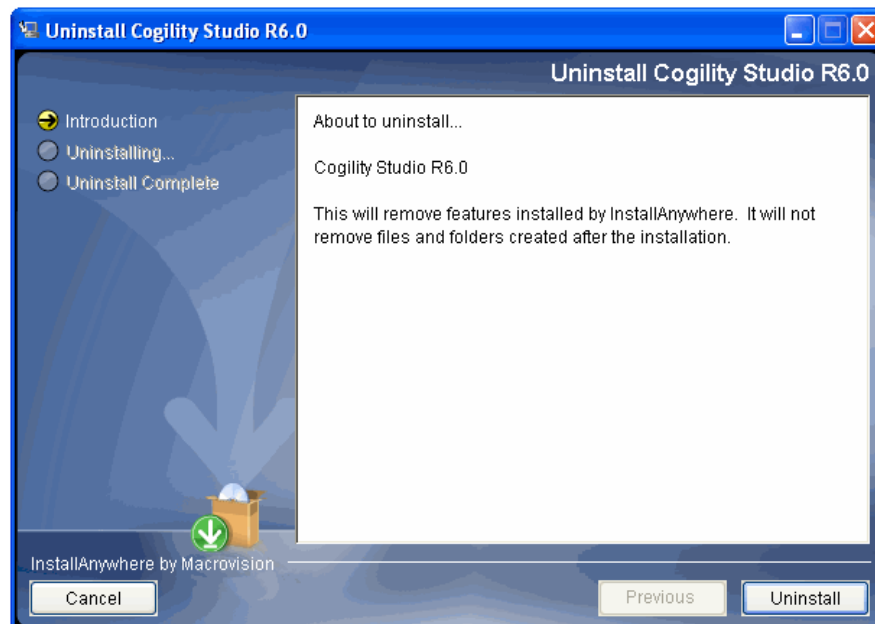 Uninstall Cogility Studio R6.0
Uninstall Cogility Studio R6.0
Introduction
Uninstalling...
Uninstall Complete
About to uninstall...
Cogility Studio R6.0
This will remove features installed by InstallAnywhere.  It will not
remove files and folders created after the installation.
InstallAnywhere by Macrovision
Cancel
Previous
Uninstall